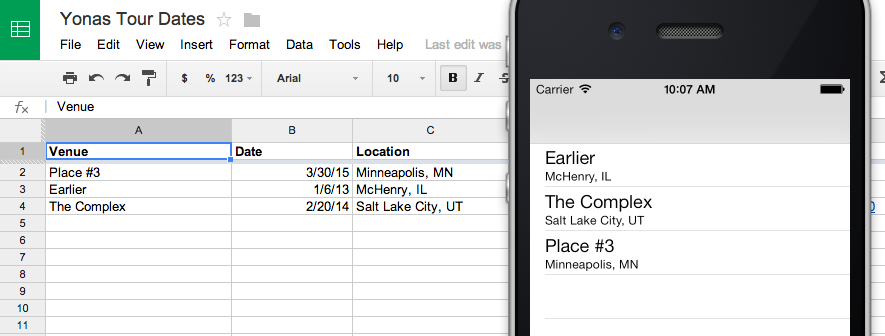 Yonas Tour Dates
File Edit View Insert Format Data Tools Help Last edit was
$ % 123 Arial 10 B I S
fx Venue
A B C
1 Venue Date Location
2 Place #3 3/30/15 Minneapolis, MN
3 Earlier 1/6/13 McHenry, IL
4 The Complex 2/20/14 Salt Lake City, UT
5
6
7
8
9
10
11
Carrier 10:07 AM
Earlier
McHenry, IL
The Complex
Salt Lake City, UT
Place #3
Minneapolis, MN